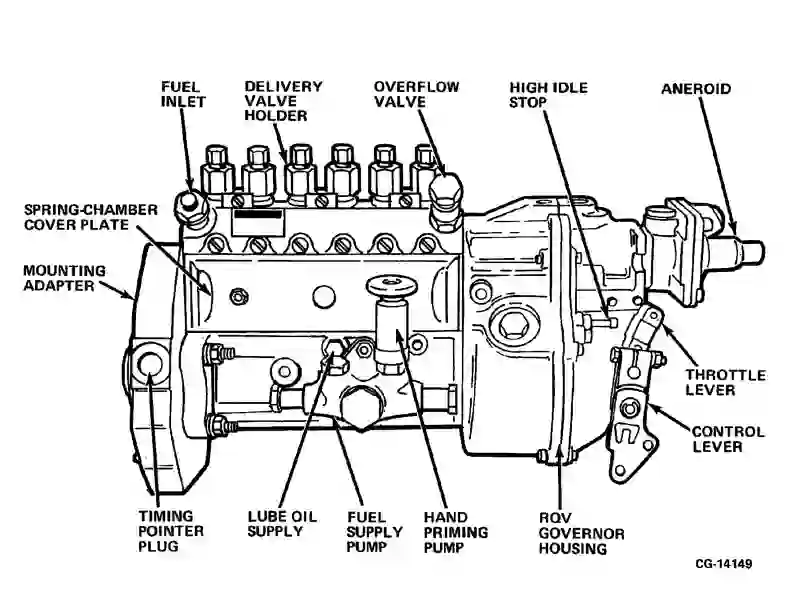 FUEL
INLET
DELIVERY
VALVE
HOLDER
OVERFLOW
VALVE
HIGH IDLE
STOP
ANEROID
SPRING-CHAMBER
COVER PLATE
MOUNTING
ADAPTER
THROTTLE
LEVER
CONTROL
LEVER
TIMING
POINTER
PLUG
LUBE OIL
SUPPLY
FUEL
SUPPLY
PUMP
HAND
PRIMING
PUMP
RQV
GOVERNOR
HOUSING
CG-14149